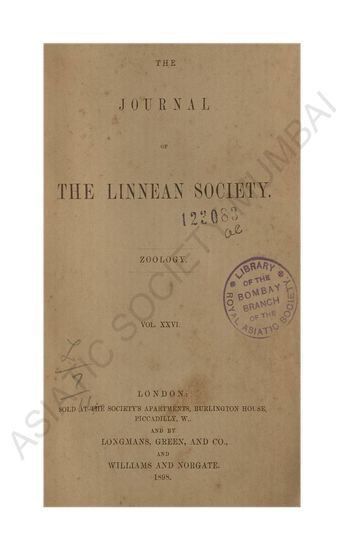 THE
JOURNAL
OF
THE LINNEAN SOCIETY.
123083
ZOOLOGY.
LIBRARY
OF THE
BOMBAY
BRANCH
OF THE
ROYAL ASIATIC SOCIETY
VOL. XXVI.
LONDON:
SOLD AT THE SOCIETY'S APARTMENTS, BURLINGTON HOUSE,
PICCADILLY, W.,
AND BY
LONGMANS, GREEN, AND CO.,
AND
WILLIAMS AND NORGATE.
1898.
ASIATIC SOCIETY MUMBAI